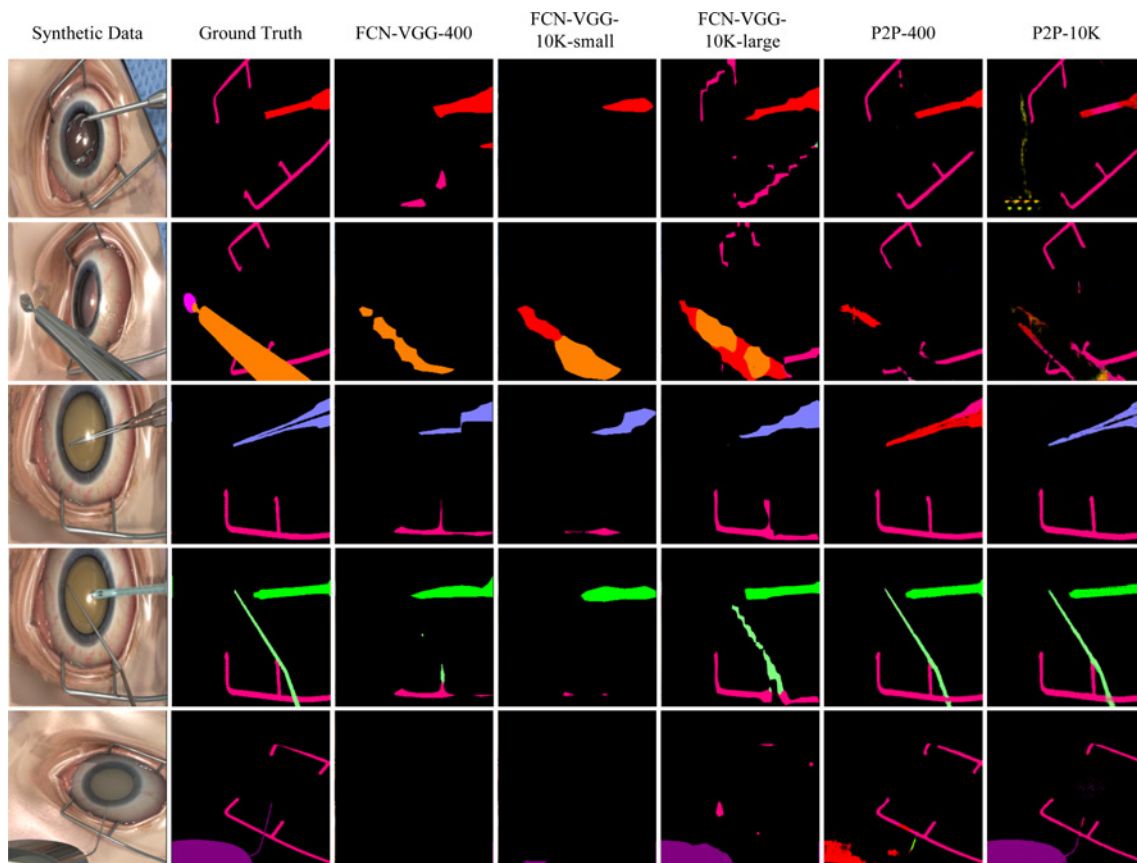 Synthetic Data
Ground Truth
FCN-VGG-400
FCN-VGG-
10K-small
FCN-VGG-
10K-large
P2P-400
P2P-10K